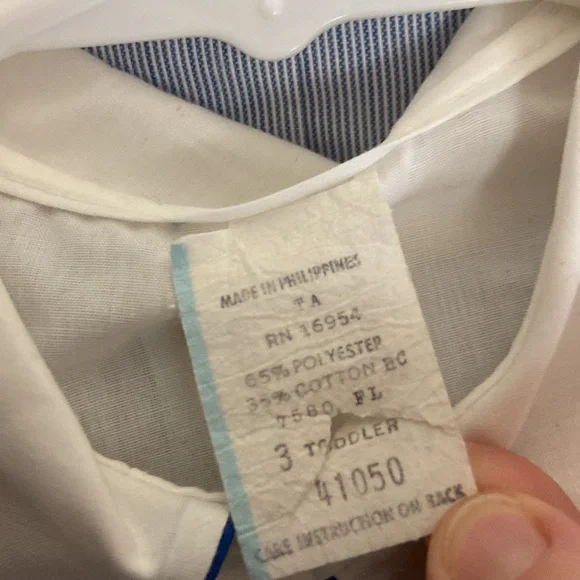 MADE IN PHILIPPINES
TA
RN 16954
65% POLYESTER
35% COTTON BC
7580, FL
3 TODDLER
41050
CARE INSTRUCTION ON BACK